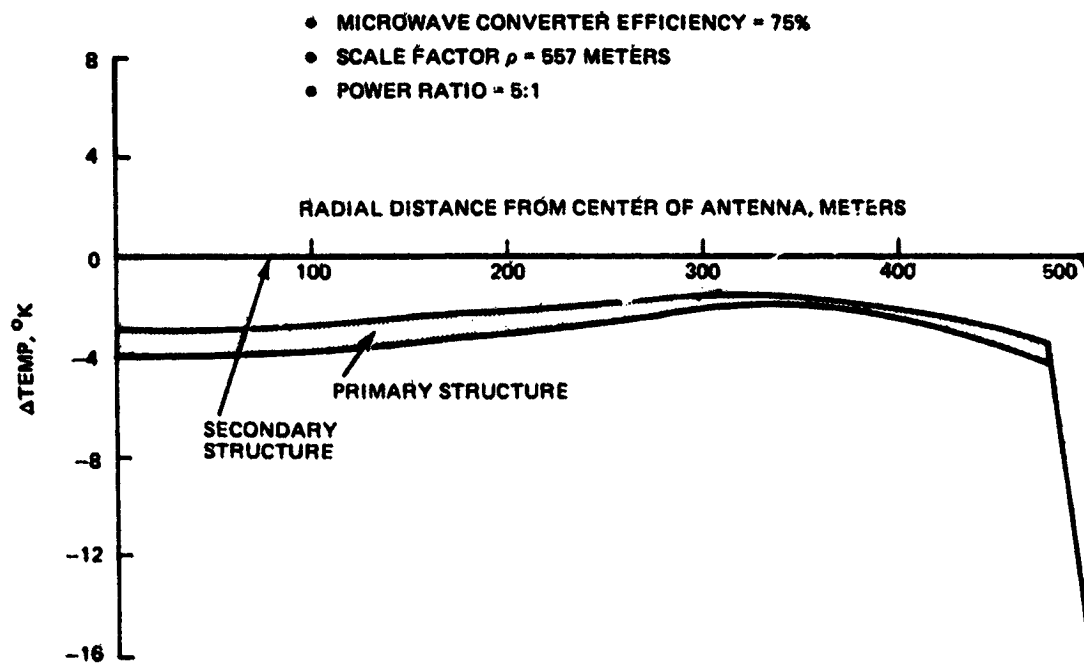 • MICROWAVE CONVERTER EFFICIENCY = 75%
• SCALE FACTOR ρ = 557 METERS
• POWER RATIO = 5:1
8
4
RADIAL DISTANCE FROM CENTER OF ANTENNA, METERS
0
100
200
300
400
500
ΔTEMP, °K
−4
PRIMARY STRUCTURE
SECONDARY
STRUCTURE
−8
−12
−16